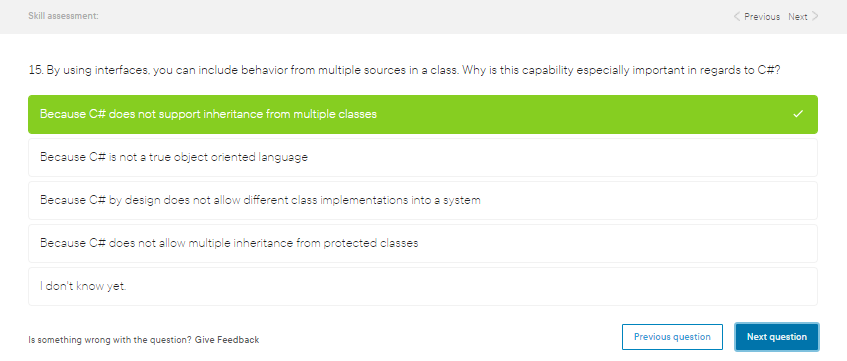 Skill assessment:
Previous Next
15. By using interfaces, you can include behavior from multiple sources in a class. Why is this capability especially important in regards to C#?
Because C# does not support inheritance from multiple classes
Because C# is not a true object oriented language
Because C# by design does not allow different class implementations into a system
Because C# does not allow multiple inheritance from protected classes
I don't know yet.
Is something wrong with the question? Give Feedback
Previous question
Next question